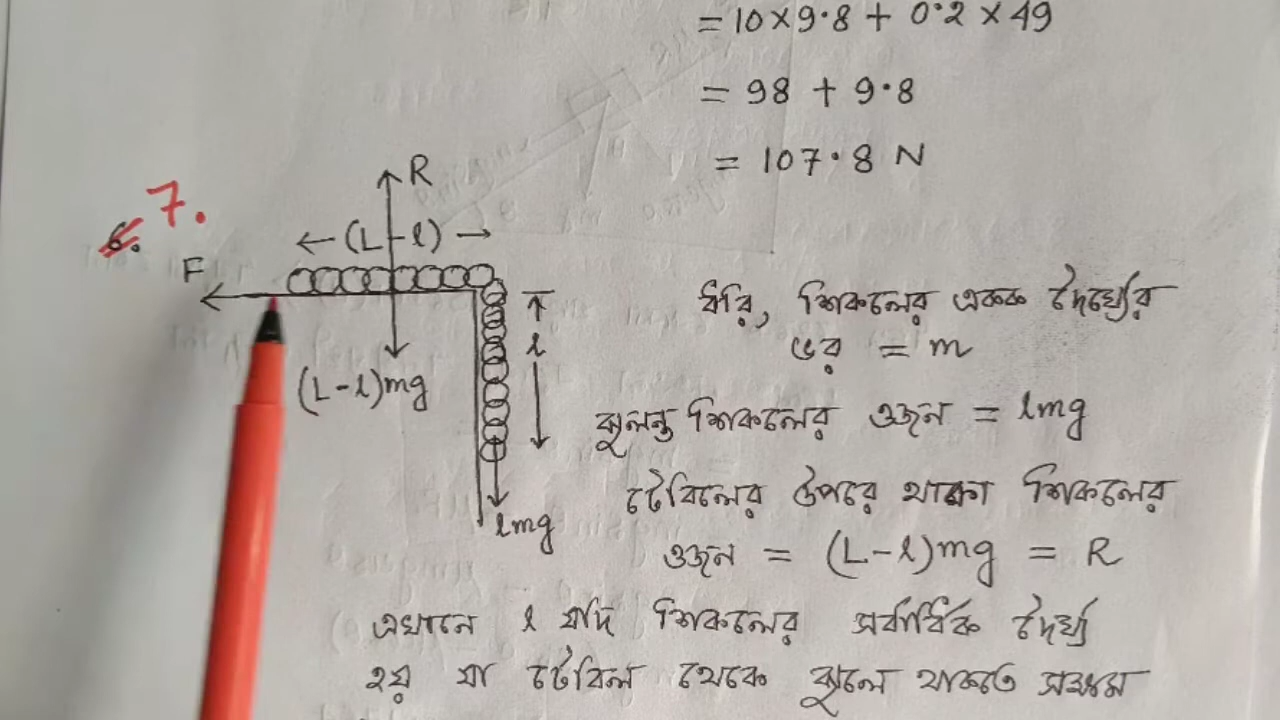 = 10 × 9·8 + 0·2 × 49
= 98 + 9·8
= 107·8 N
7.
R
← (L-l) →
F
l
(L-l)mg
lmg
ধরি, শিকলের একক দৈর্ঘ্যের
ভর = m
ঝুলন্ত শিকলের ওজন = lmg
টেবিলের উপরে থাকা শিকলের
ওজন = (L-l)mg = R
এখানে l যদি শিকলের সর্বাধিক দৈর্ঘ্য
হয় যা টেবিল থেকে ঝুলে থাকতে সক্ষম